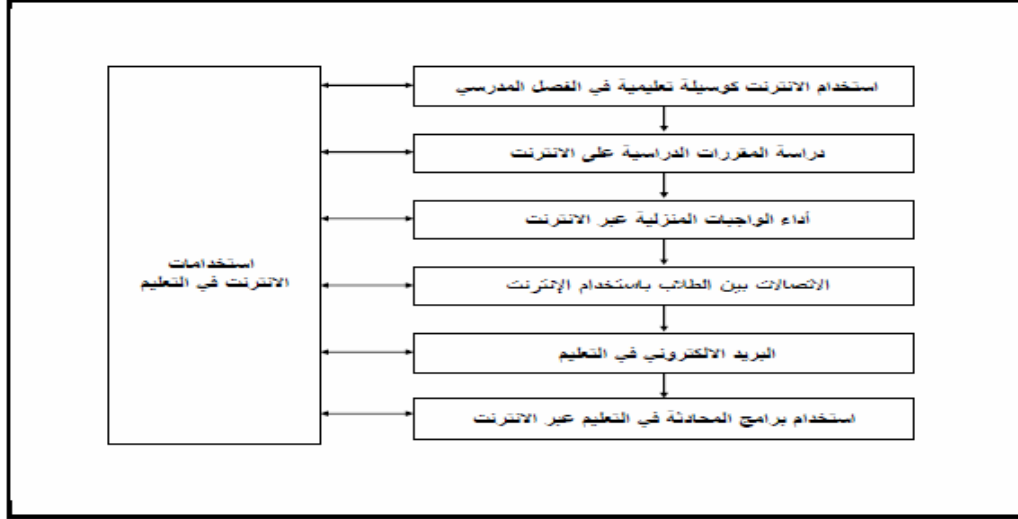 استخدام الانترنت كوسيلة تعليمية في الفصل المدرسي
دراسة المقررات الدراسية على الانترنت
أداء الواجبات المنزلية عبر الانترنت
الاتصالات بين الطلاب باستخدام الإنترنت
البريد الالكتروني في التعليم
استخدام برامج المحادثة في التعليم عبر الانترنت
استخدامات
الانترنت في التعليم